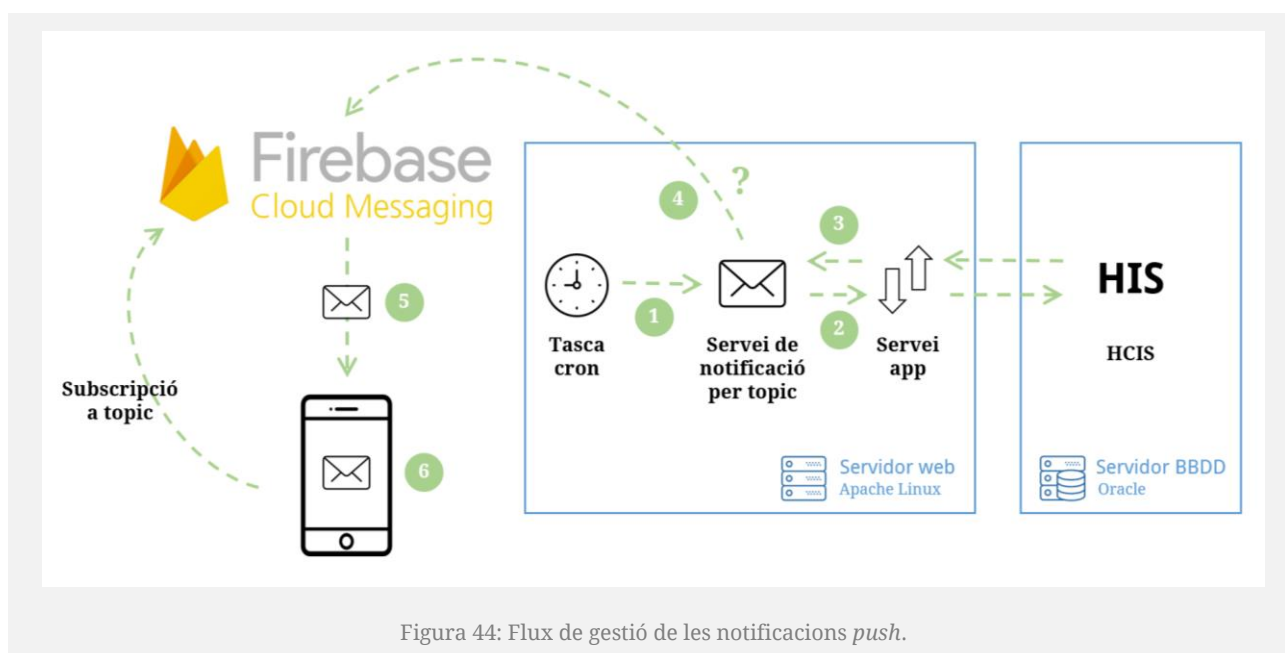 Firebase
Cloud Messaging
?
4
3
5
1
2
HIS
Tasca
cron
Servei de
notificació
per topic
Servei
app
HCIS
Subscripció
a topic
6
Servidor web
Apache Linux
Servidor BBDD
Oracle
Figura 44: Flux de gestió de les notificacions push.